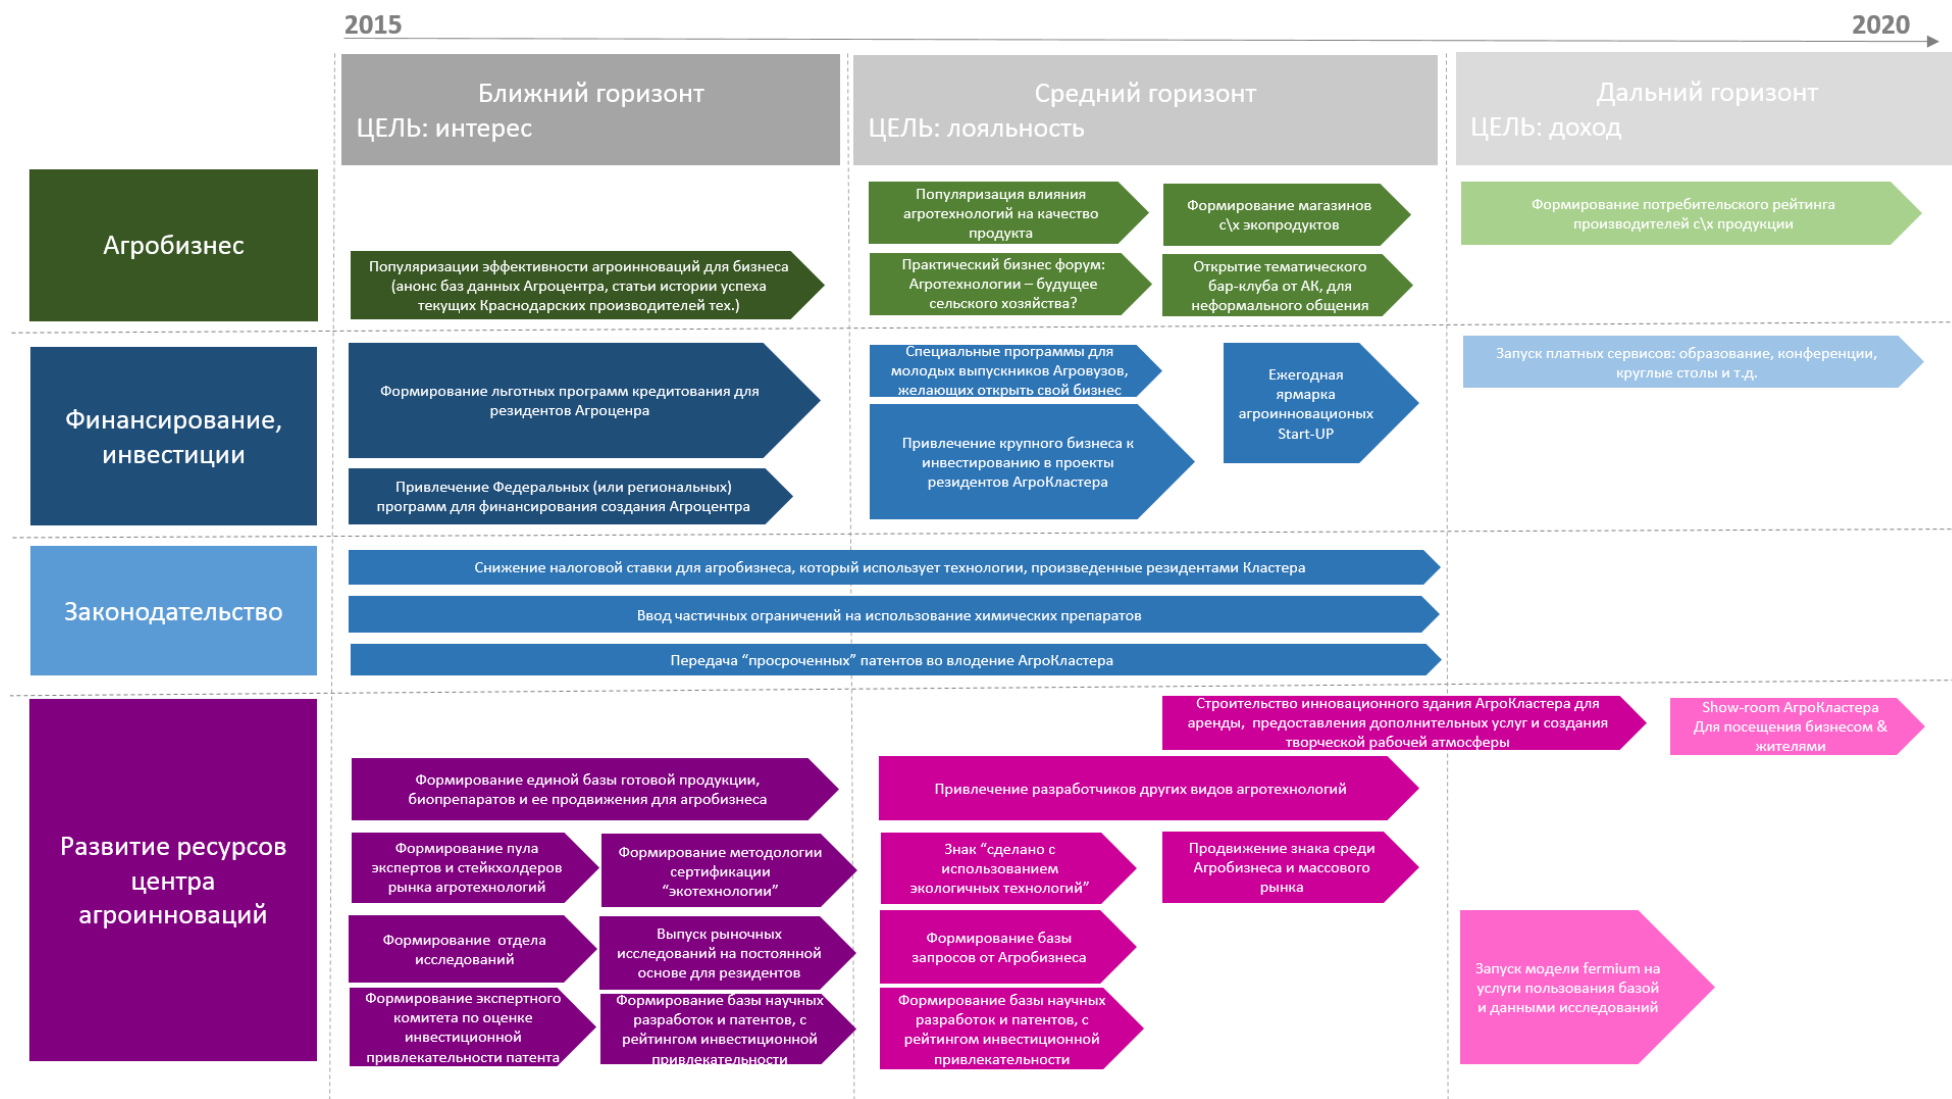 2015
2020
Ближний горизонт
ЦЕЛЬ: интерес
Средний горизонт
ЦЕЛЬ: лояльность
Дальний горизонт
ЦЕЛЬ: доход
Агробизнес
Популяризации эффективности агроинноваций для бизнеса
(анонс баз данных Агроцентра, статьи истории успеха
текущих Краснодарских производителей тех.)
Популяризация влияния
агротехнологий на качество
продукта
Формирование магазинов
с\х экопродуктов
Практический бизнес форум:
Агротехнологии – будущее
сельского хозяйства?
Открытие тематического
бар-клуба от АК, для
неформального общения
Формирование потребительского рейтинга
производителей с\х продукции
Финансирование,
инвестиции
Формирование льготных программ кредитования для
резидентов Агроценра
Привлечение Федеральных (или региональных)
программ для финансирования создания Агроцентра
Специальные программы для
молодых выпускников Агровузов,
желающих открыть свой бизнес
Привлечение крупного бизнеса к
инвестированию в проекты
резидентов АгроКластера
Ежегодная
ярмарка
агроинновационых
Start-UP
Запуск платных сервисов: образование, конференции,
круглые столы и т.д.
Законодательство
Снижение налоговой ставки для агробизнеса, который использует технологии, произведенные резидентами Кластера
Ввод частичных ограничений на использование химических препаратов
Передача “просроченных” патентов во влодение АгроКластера
Развитие ресурсов
центра
агроинноваций
Строительство инновационного здания АгроКластера для
аренды, предоставления дополнительных услуг и создания
творческой рабочей атмосферы
Show-room АгроКластера
Для посещения бизнесом &
жителями
Формирование единой базы готовой продукции,
биопрепаратов и ее продвижения для агробизнеса
Привлечение разработчиков других видов агротехнологий
Формирование пула
экспертов и стейкхолдеров
рынка агротехнологий
Формирование методологии
сертификации
“экотехнологии”
Знак “сделано с
использованием
экологичных технологий”
Продвижение знака среди
Агробизнеса и массового
рынка
Формирование отдела
исследований
Выпуск рыночных
исследований на постоянной
основе для резидентов
Формирование базы
запросов от Агробизнеса
Запуск модели fermium на
услуги пользования базой
и данными исследований
Формирование экспертного
комитета по оценке
инвестиционной
привлекательности патента
Формирование базы научных
разработок и патентов, с
рейтингом инвестиционной
привлекательности
Формирование базы научных
разработок и патентов, с
рейтингом инвестиционной
привлекательности